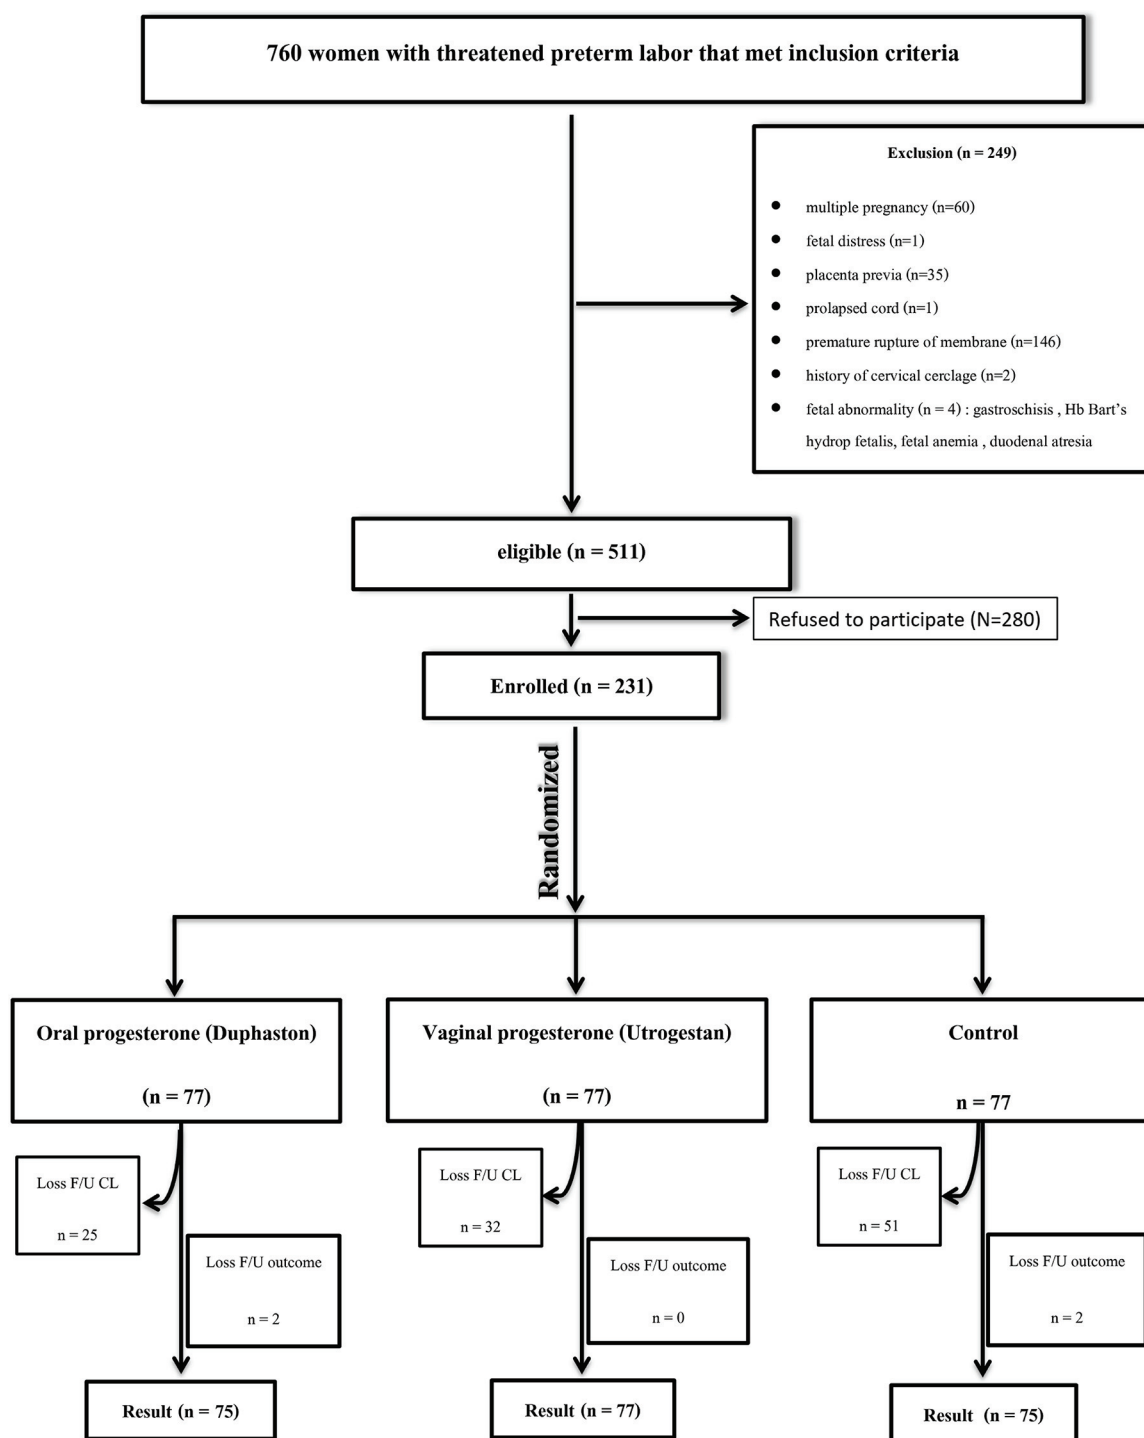 760 women with threatened preterm labor that met inclusion criteria
Exclusion (n = 249)
● multiple pregnancy (n=60)
● fetal distress (n=1)
● placenta previa (n=35)
● prolapsed cord (n=1)
● premature rupture of membrane (n=146)
● history of cervical cerclage (n=2)
● fetal abnormality (n = 4) : gastroschisis , Hb Bart's
hydrop fetalis, fetal anemia , duodenal atresia
eligible (n = 511)
Refused to participate (N=280)
Enrolled (n = 231)
Randomized
Oral progesterone (Duphaston)
(n = 77)
Vaginal progesterone (Utrogestan)
(n = 77)
Control
n = 77
Loss F/U CL
n = 25
Loss F/U outcome
n = 2
Loss F/U CL
n = 32
Loss F/U outcome
n = 0
Loss F/U CL
n = 51
Loss F/U outcome
n = 2
Result (n = 75)
Result (n = 77)
Result (n = 75)